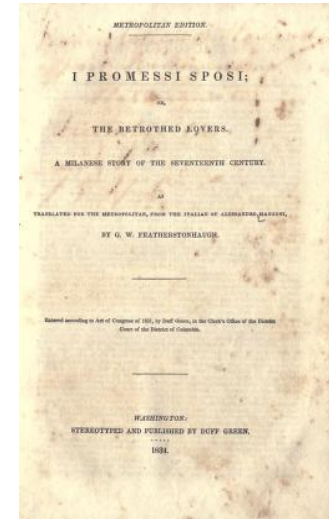 METROPOLITAN EDITION.
I PROMESSI SPOSI;
OR,
THE BETROTHED LOVERS.
A MILANESE STORY OF THE SEVENTEENTH CENTURY.
AS
TRANSLATED FOR THE METROPOLITAN, FROM THE ITALIAN OF ALESSANDRO MANZONI,
BY G. W. FEATHERSTONHAUGH.
Entered according to Act of Congress of 1831, by Duff Green, in the Clerk's Office of the District
Court of the District of Columbia.
WASHINGTON:
STEREOTYPED AND PUBLISHED BY DUFF GREEN.
1834.